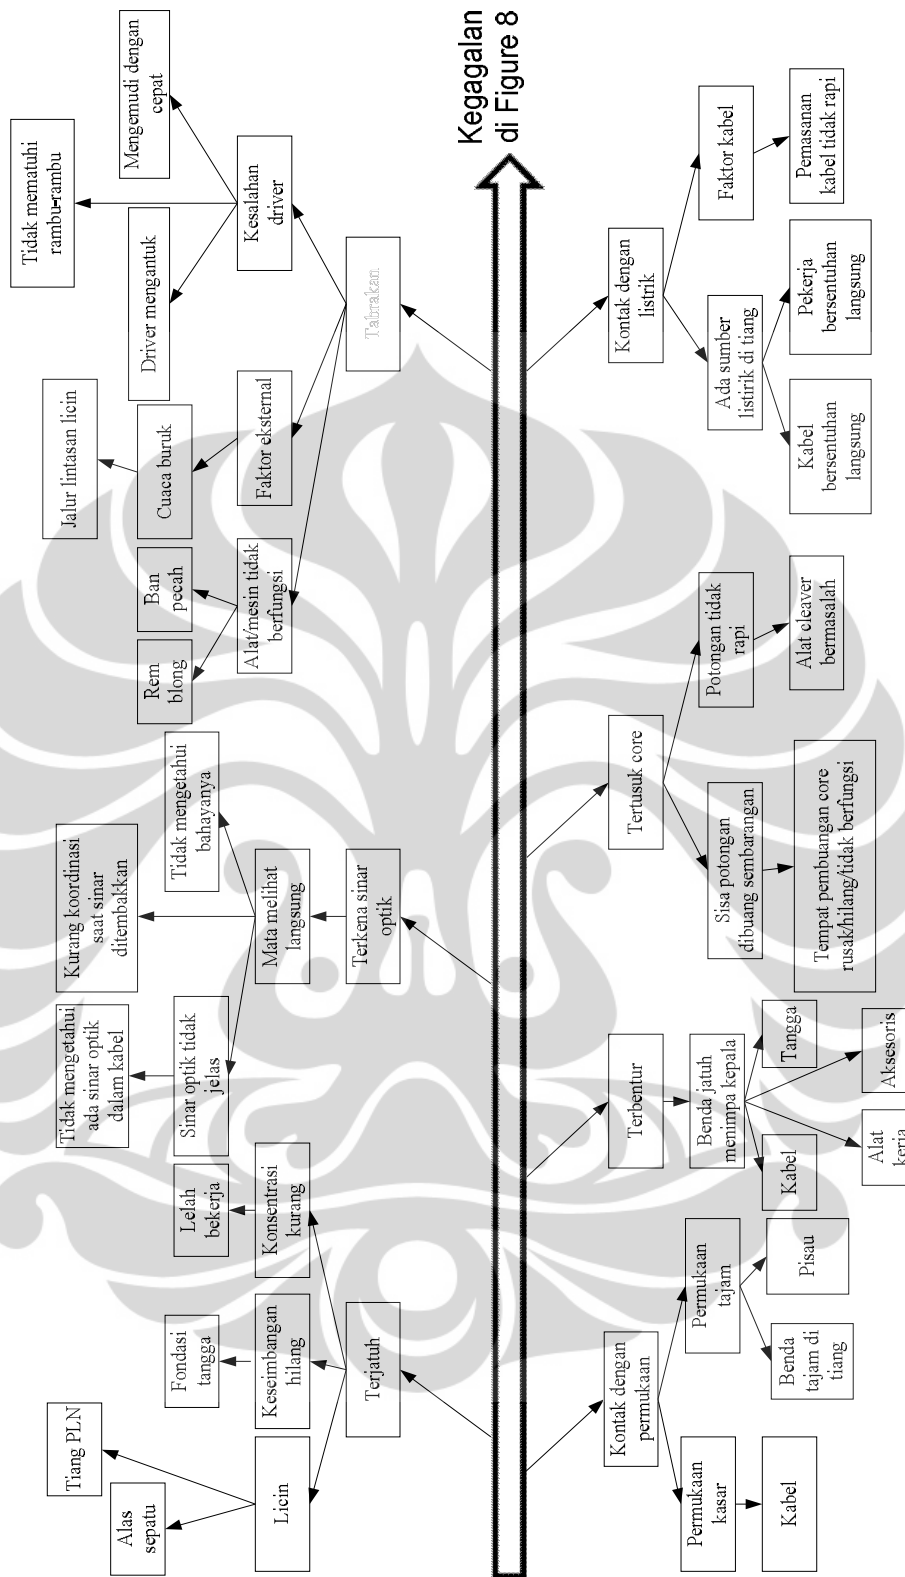 Tiang PLN
Alas
sepatu
Licin
Fondasi
tangga
Keseimbangan
hilang
Lelah
bekerja
Konsentrasi
kurang
Terjatuh
Tidak mengetahui
ada sinar optik
dalam kabel
Sinar optik tidak
jelas
Kurang koordinasi
saat sinar
ditembakkan
Tidak mengetahui
bahayanya
Mata melihat
langsung
Terkena sinar
optik
Rem
blong
Ban
pecah
Alat/mesin tidak
berfungsi
Jalur lintasan licin
Cuaca buruk
Faktor eksternal
Driver mengantuk
Tidak mematuhi
rambu-rambu
Mengemudi dengan
cepat
Kesalahan
driver
Tabrakan
Kegagalan
di Figure 8
Kontak dengan
permukaan
Permukaan
kasar
Kabel
Permukaan
tajam
Benda
tajam di
tiang
Pisau
Terbentur
Benda jatuh
menimpa kepala
Kabel
Tangga
Alat
kerja
Aksesoris
Tertusuk core
Sisa potongan
dibuang sembarangan
Tempat pembuangan core
rusak/hilang/tidak berfungsi
Potongan tidak
rapi
Alat cleaver
bermasalah
Kontak dengan
listrik
Ada sumber
listirik di tiang
Kabel
bersentuhan
langsung
Pekerja
bersentuhan
langsung
Faktor kabel
Pemasanan
kabel tidak rapi